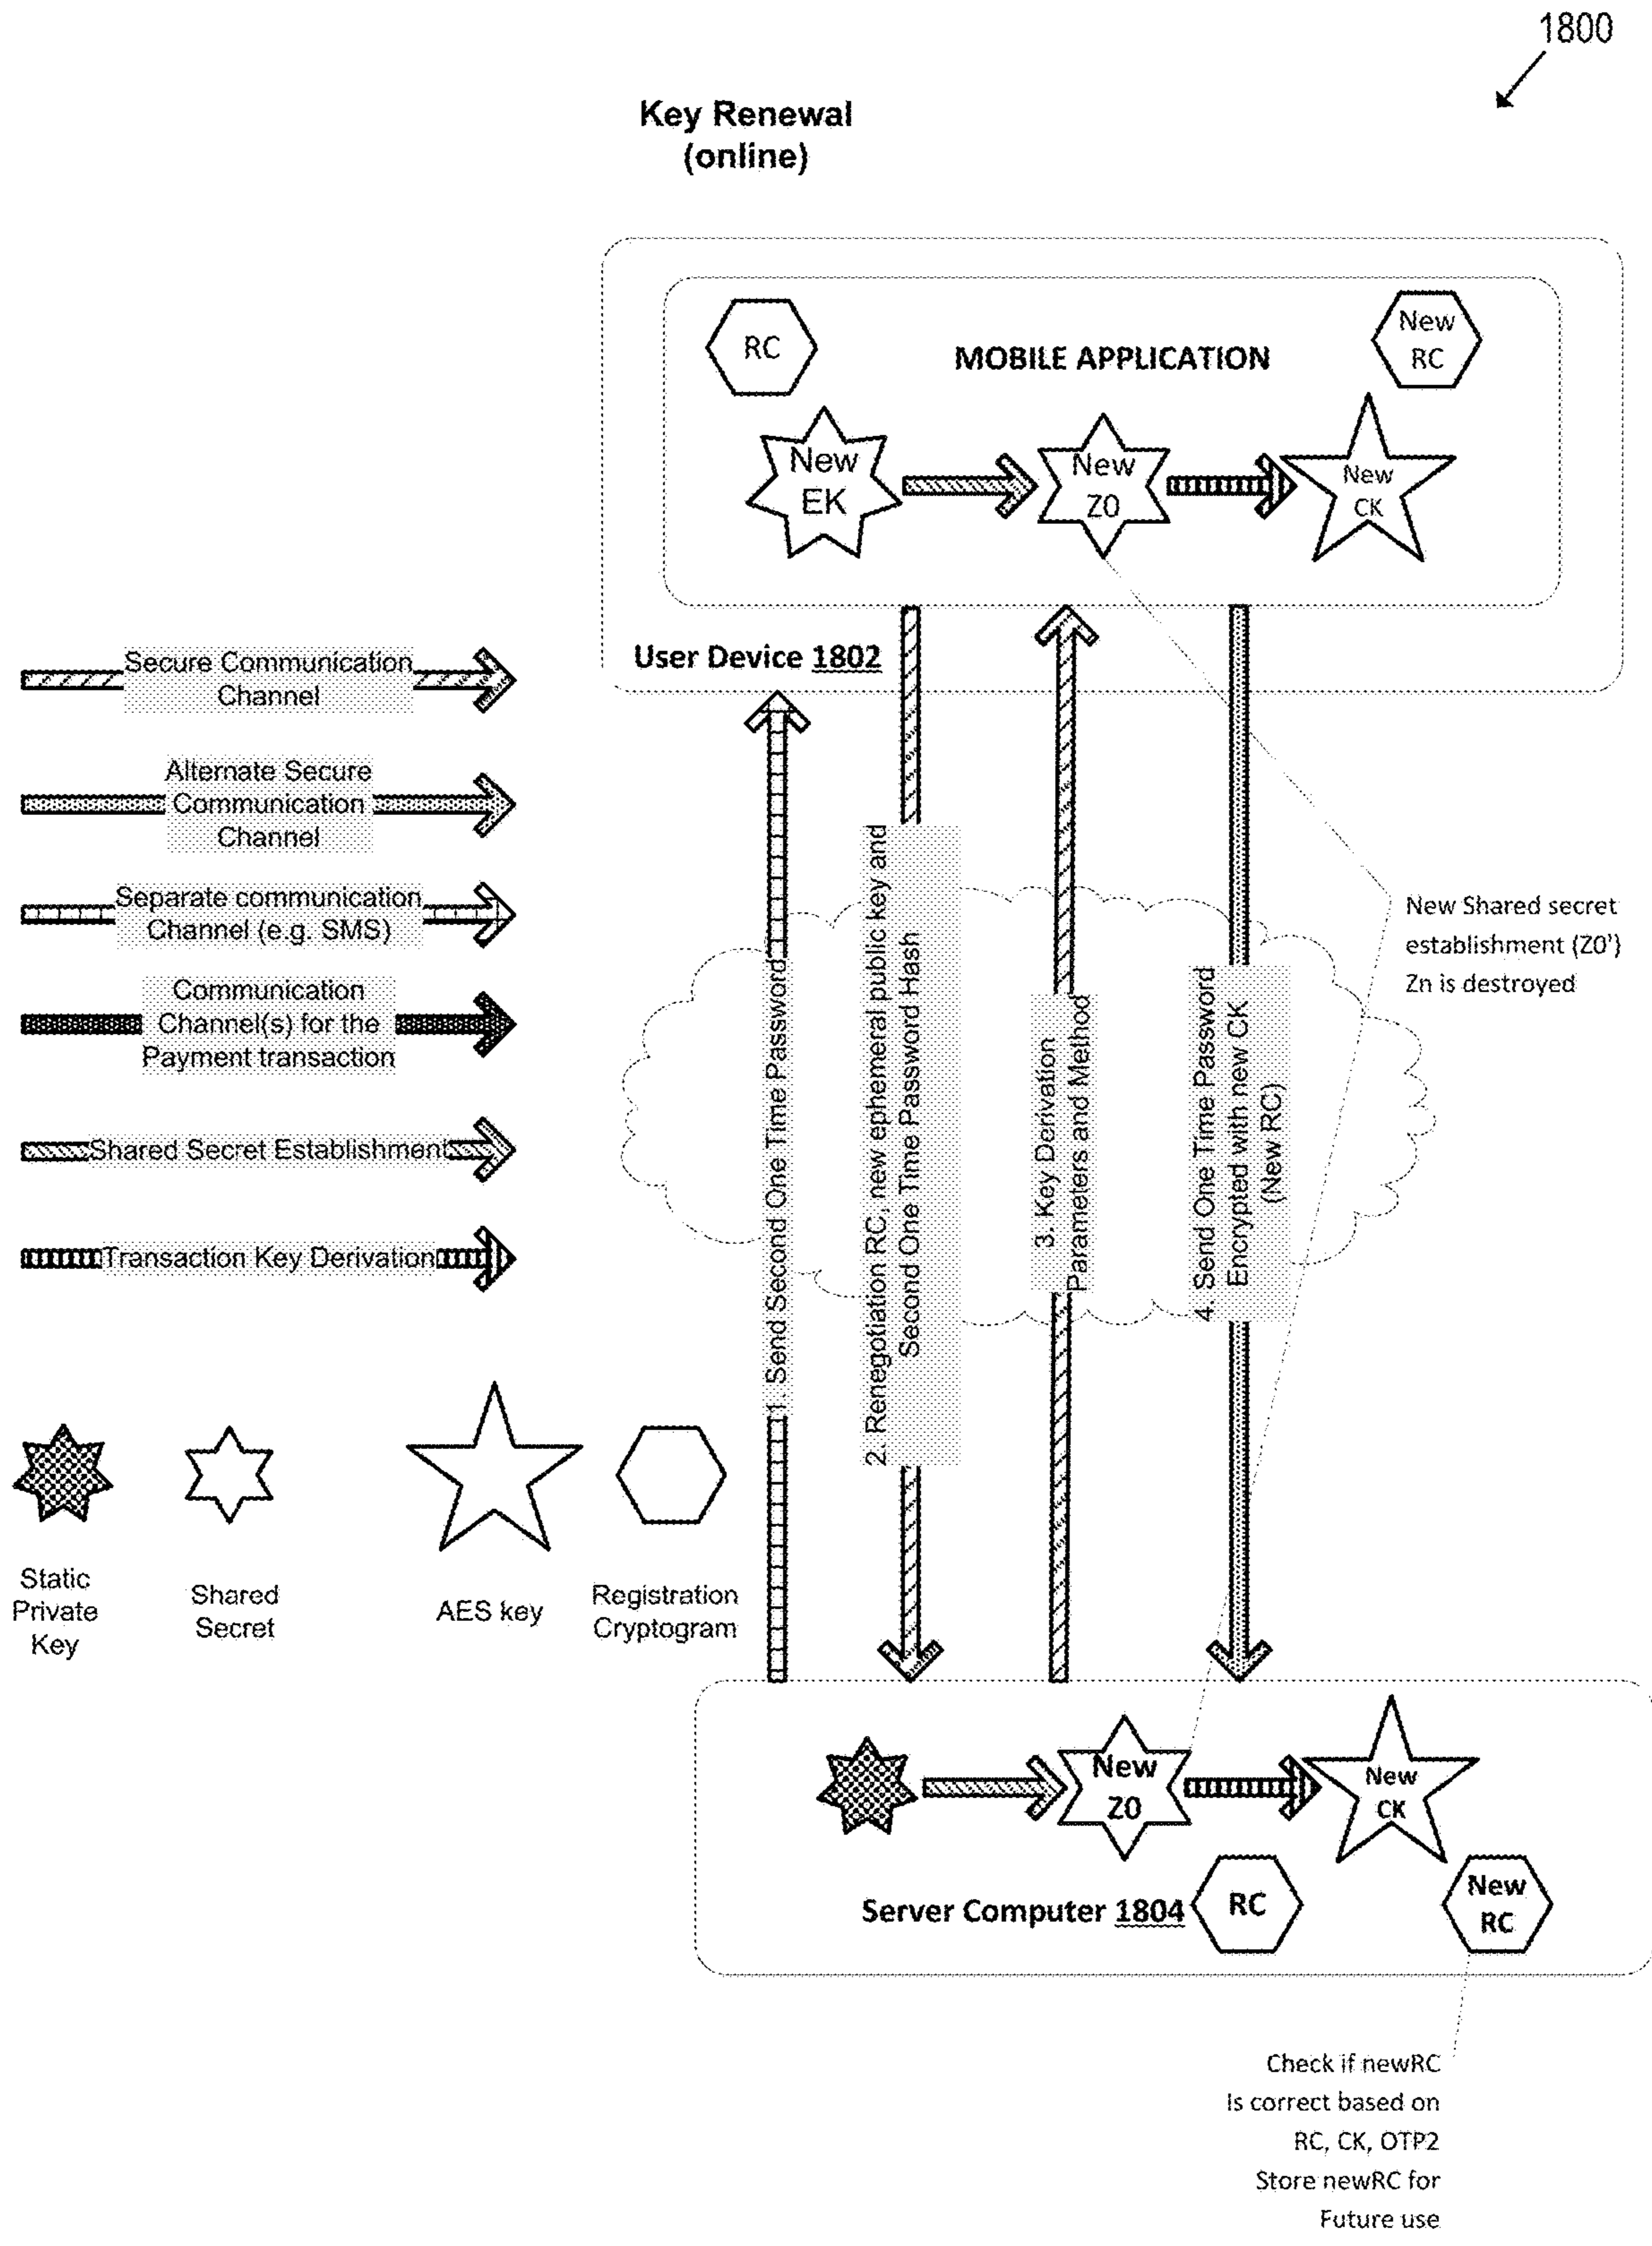 1800
Key Renewal
(online)
RC
MOBILE APPLICATION
New
RC
New
EK
New
Z0
New
CK
User Device 1802
Secure Communication
Channel
Alternate Secure
Communication
Channel
Separate communication
Channel (e.g. SMS)
Communication
Channel(s) for the
Payment transaction
Shared Secret Establishment
Transaction Key Derivation
1. Send Second One Time Password
2. Renegotiation RC, new ephemeral public key and
Second One Time Password Hash
3. Key Derivation
Parameters and Method
4. Send One Time Password
Encrypted with new CK
(New RC)
New Shared secret
establishment (Z0')
Zn is destroyed
Static
Private
Key
Shared
Secret
AES key
Registration
Cryptogram
New
Z0
New
CK
Server Computer 1804
RC
New
RC
Check if newRC
Is correct based on
RC, CK, OTP2
Store newRC for
Future use